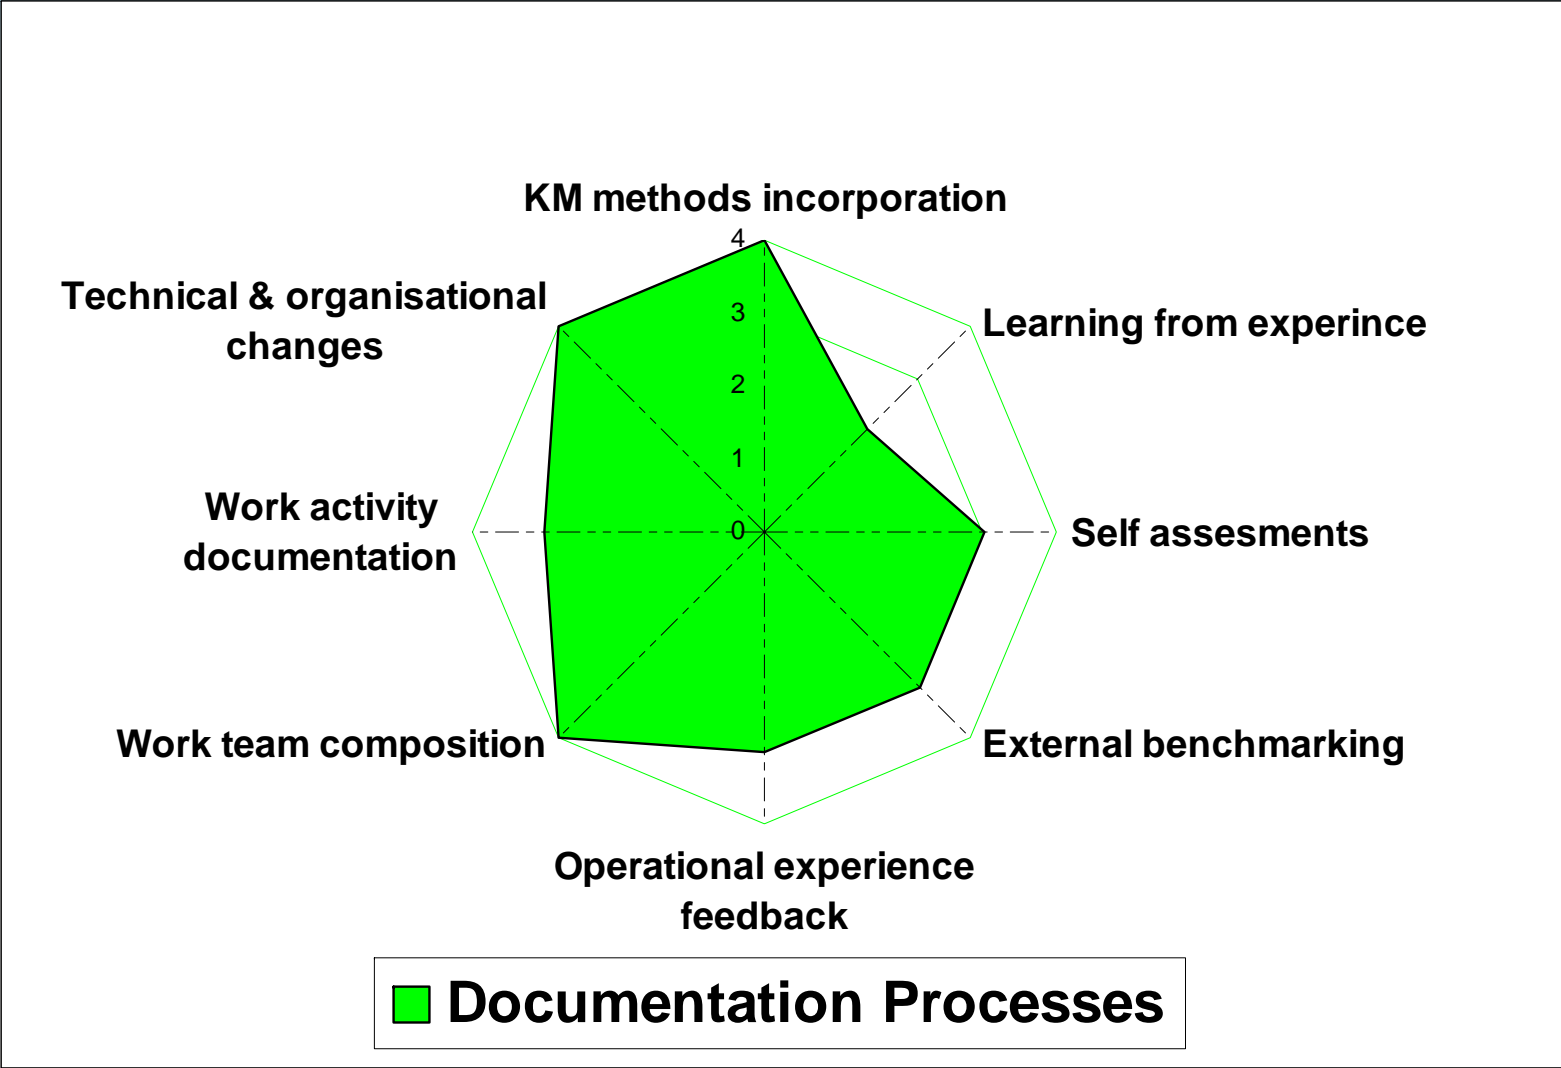 KM methods incorporation
4
Technical & organisational
changes
3
Learning from experince
2
1
Work activity
documentation
0
Self assesments
Work team composition
External benchmarking
Operational experience
feedback
Documentation Processes